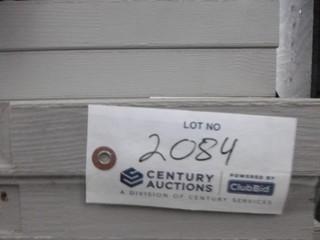 LOT NO
2084
CENTURY
AUCTIONS
A DIVISION OF CENTURY SERVICES
POWERED BY
ClubBid